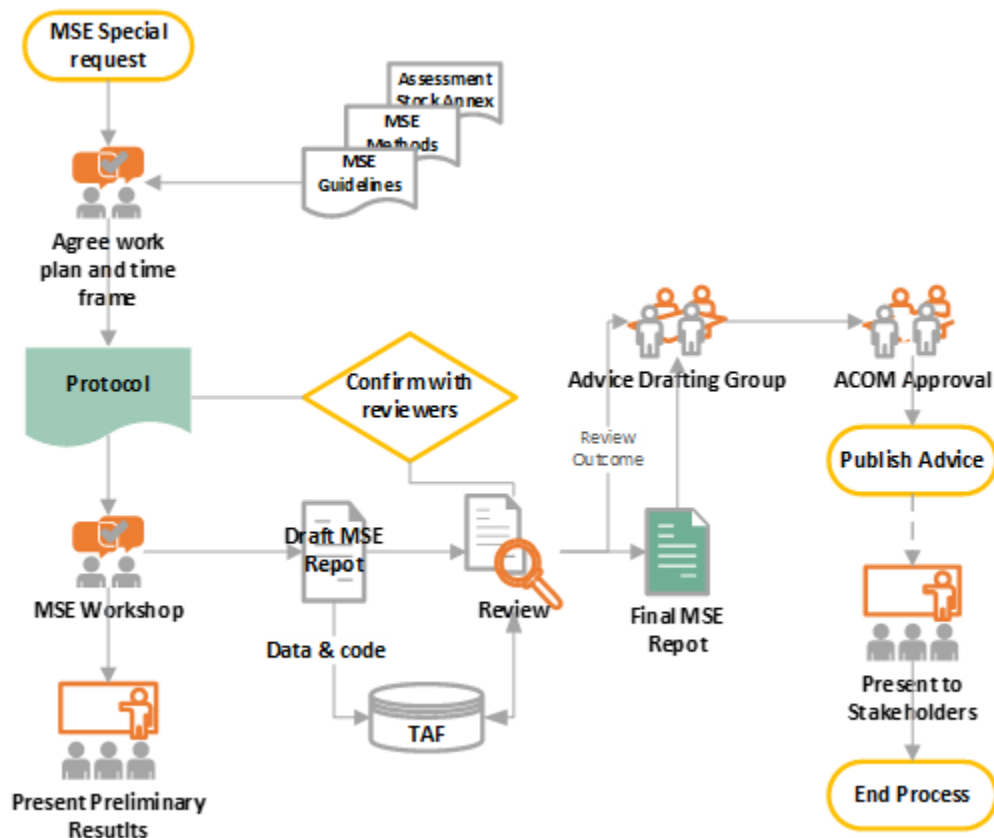 MSE Special
request
Assessment
Stock Annex
MSE
Methods
MSE
Guidelines
Agree work
plan and time
frame
Protocol
Confirm with
reviewers
Advice Drafting Group
ACOM Approval
Review
Outcome
Publish Advice
Draft MSE
Repot
MSE Workshop
Review
Final MSE
Repot
Data & code
TAF
Present to
Stakeholders
Present Preliminary
Resutlts
End Process